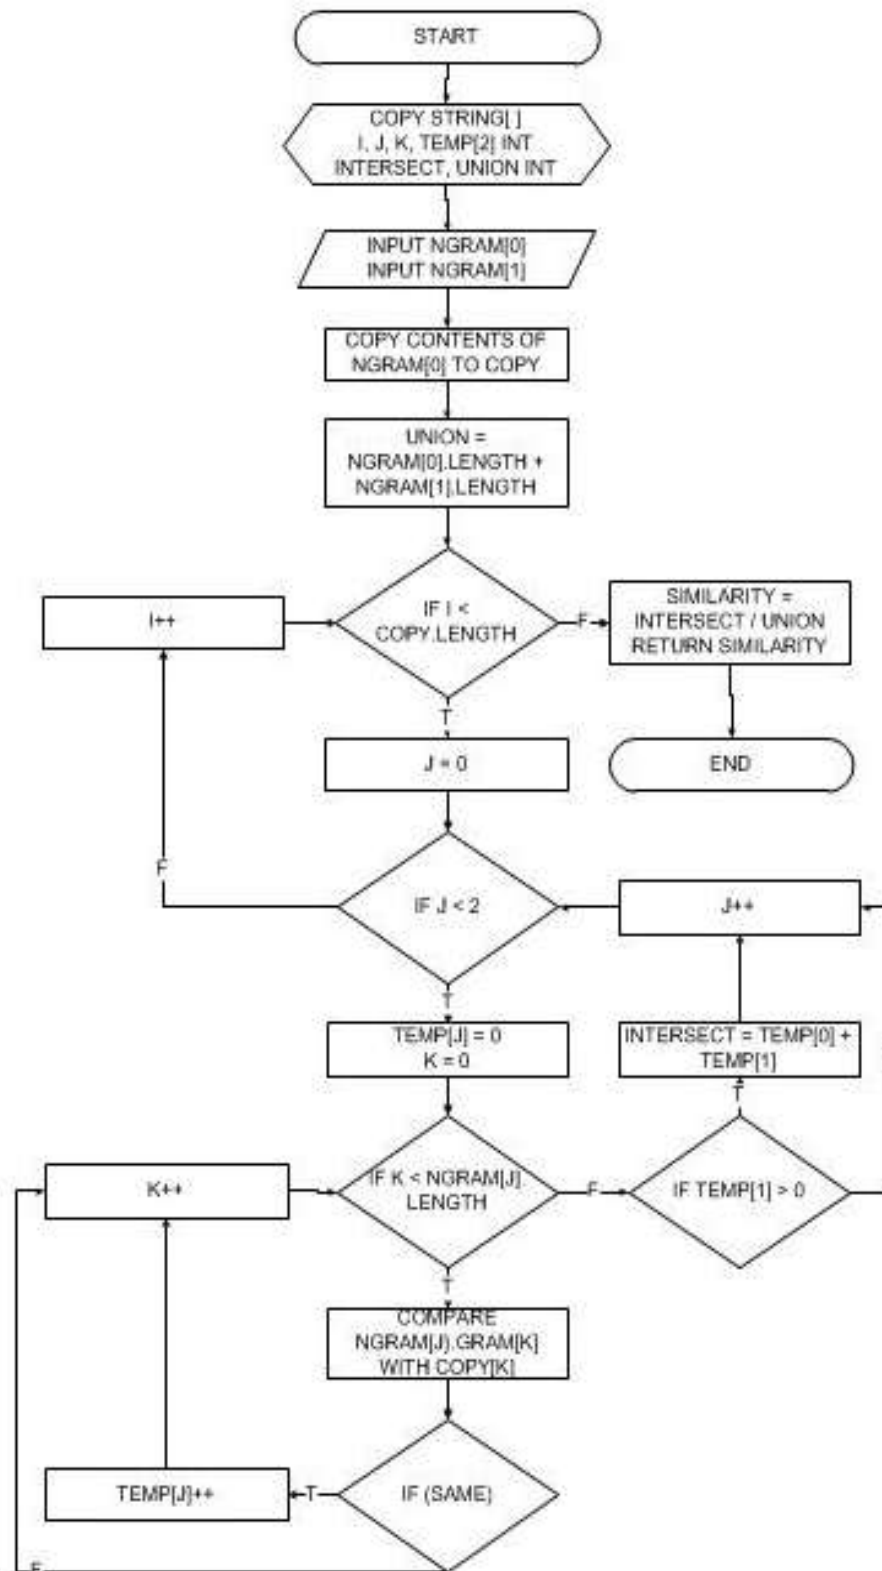 START
COPY STRING[ ]
I, J, K, TEMP[2] INT
INTERSECT, UNION INT
INPUT NGRAM[0]
INPUT NGRAM[1]
COPY CONTENTS OF
NGRAM[0] TO COPY
UNION =
NGRAM[0].LENGTH +
NGRAM[1].LENGTH
I++
IF I <
COPY.LENGTH
F
SIMILARITY =
INTERSECT / UNION
RETURN SIMILARITY
T
J = 0
END
F
IF J < 2
J++
T
TEMP[J] = 0
K = 0
INTERSECT = TEMP[0] +
TEMP[1]
T
K++
IF K < NGRAM[J]
LENGTH
F
IF TEMP[1] > 0
T
COMPARE
NGRAM[J).GRAM[K]
WITH COPY[K]
TEMP[J]++
T
IF (SAME)
F